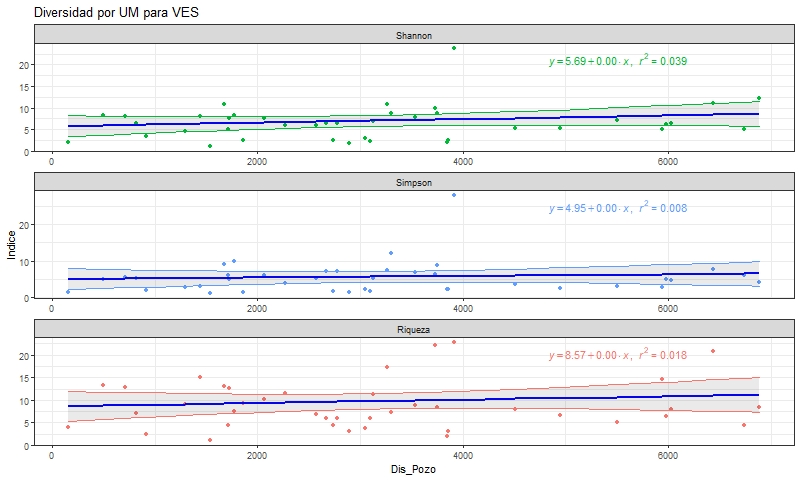 Diversidad por UM para VES
Shannon
y = 5.69 + 0.00 · x, r² = 0.039
20
15
10
5
0
0 2000 4000 6000
Simpson
y = 4.95 + 0.00 · x, r² = 0.008
20
10
0
0 2000 4000 6000
Indice
Riqueza
y = 8.57 + 0.00 · x, r² = 0.018
20
15
10
5
0
0 2000 4000 6000
Dis_Pozo